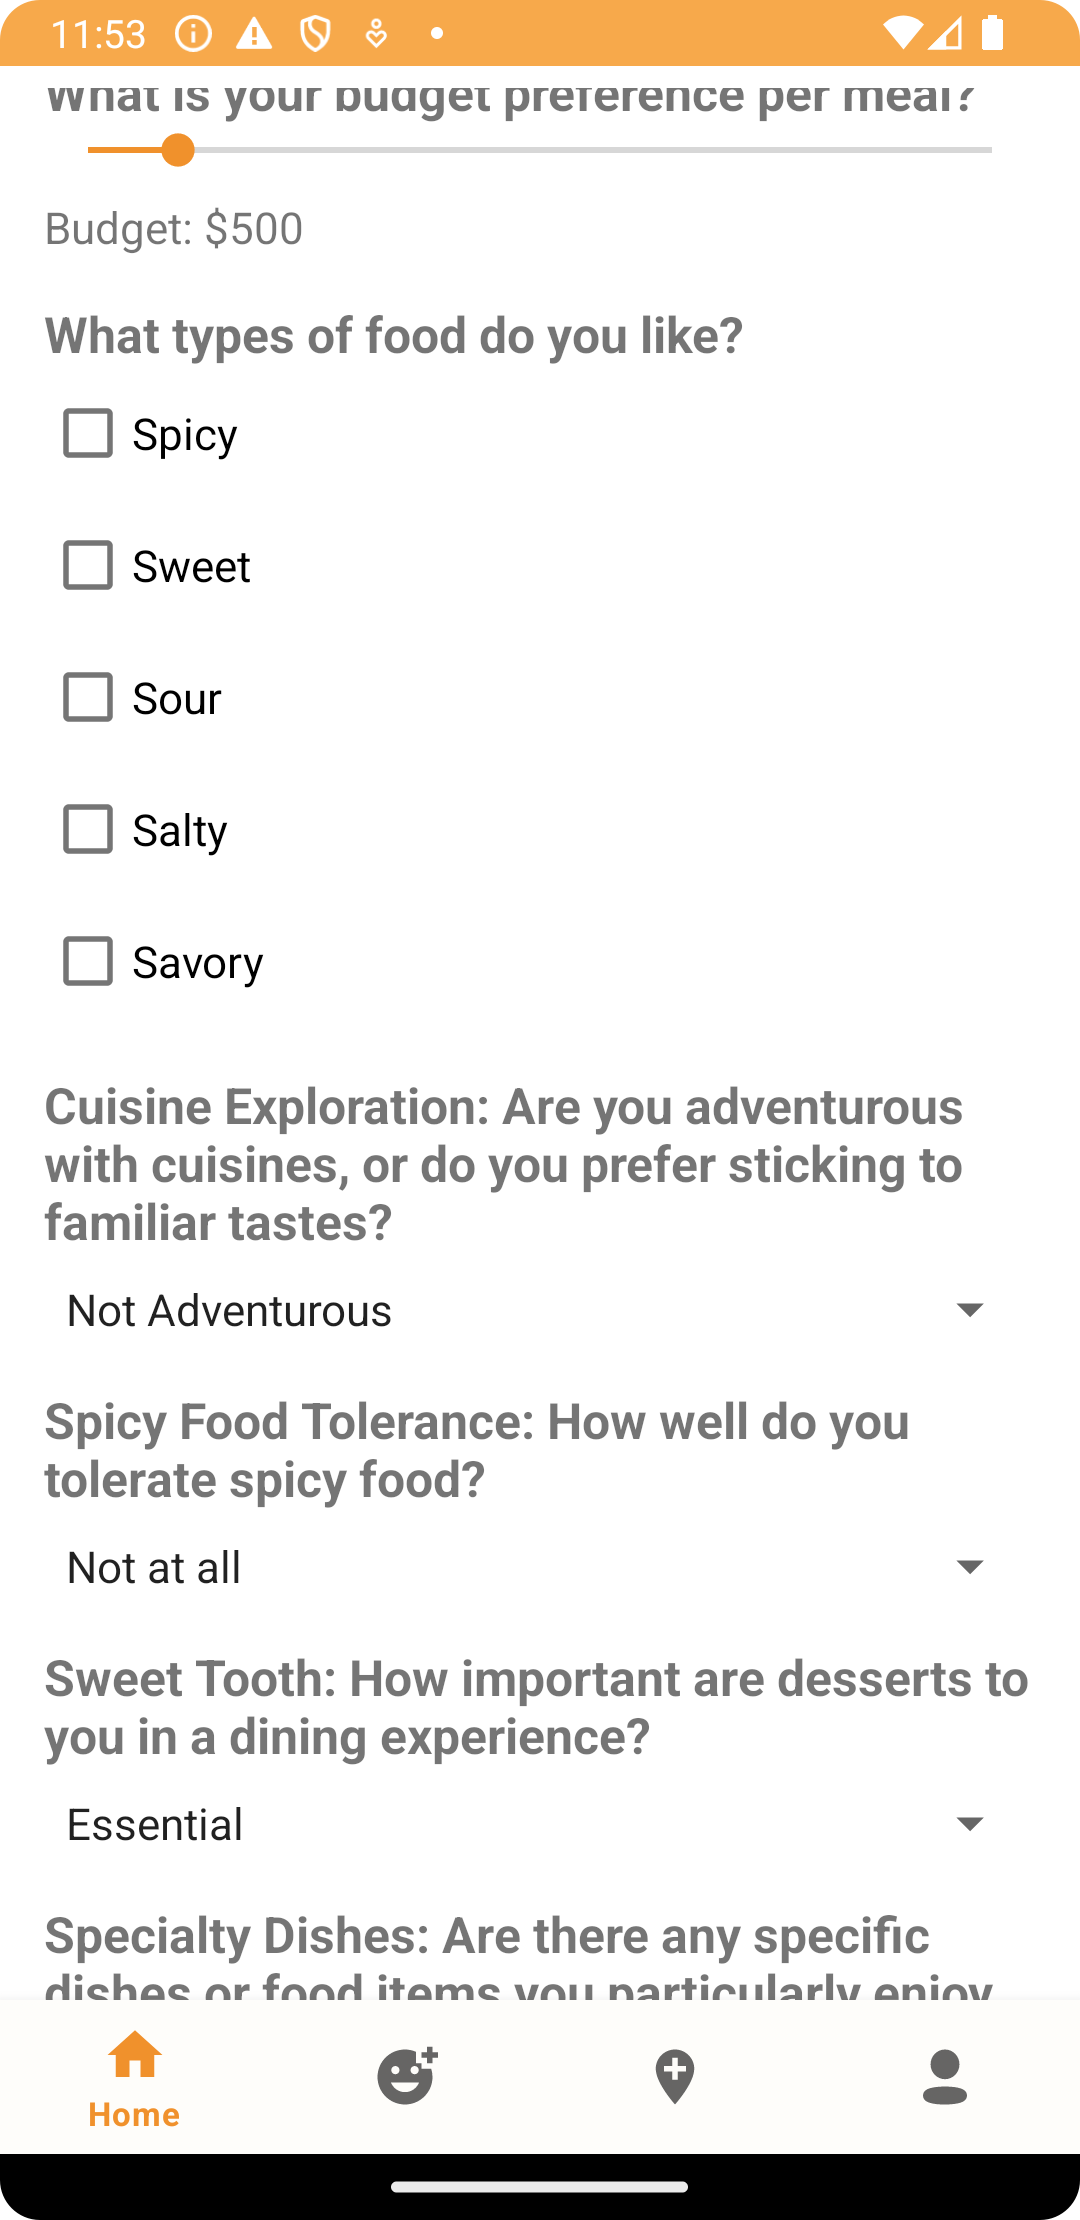 11:53
What is your budget preference per meal?
Budget: $500
What types of food do you like?
Spicy
Sweet
Sour
Salty
Savory
Cuisine Exploration: Are you adventurous
with cuisines, or do you prefer sticking to
familiar tastes?
Not Adventurous
Spicy Food Tolerance: How well do you
tolerate spicy food?
Not at all
Sweet Tooth: How important are desserts to
you in a dining experience?
Essential
Specialty Dishes: Are there any specific
dishes or food items you particularly enjoy
Home